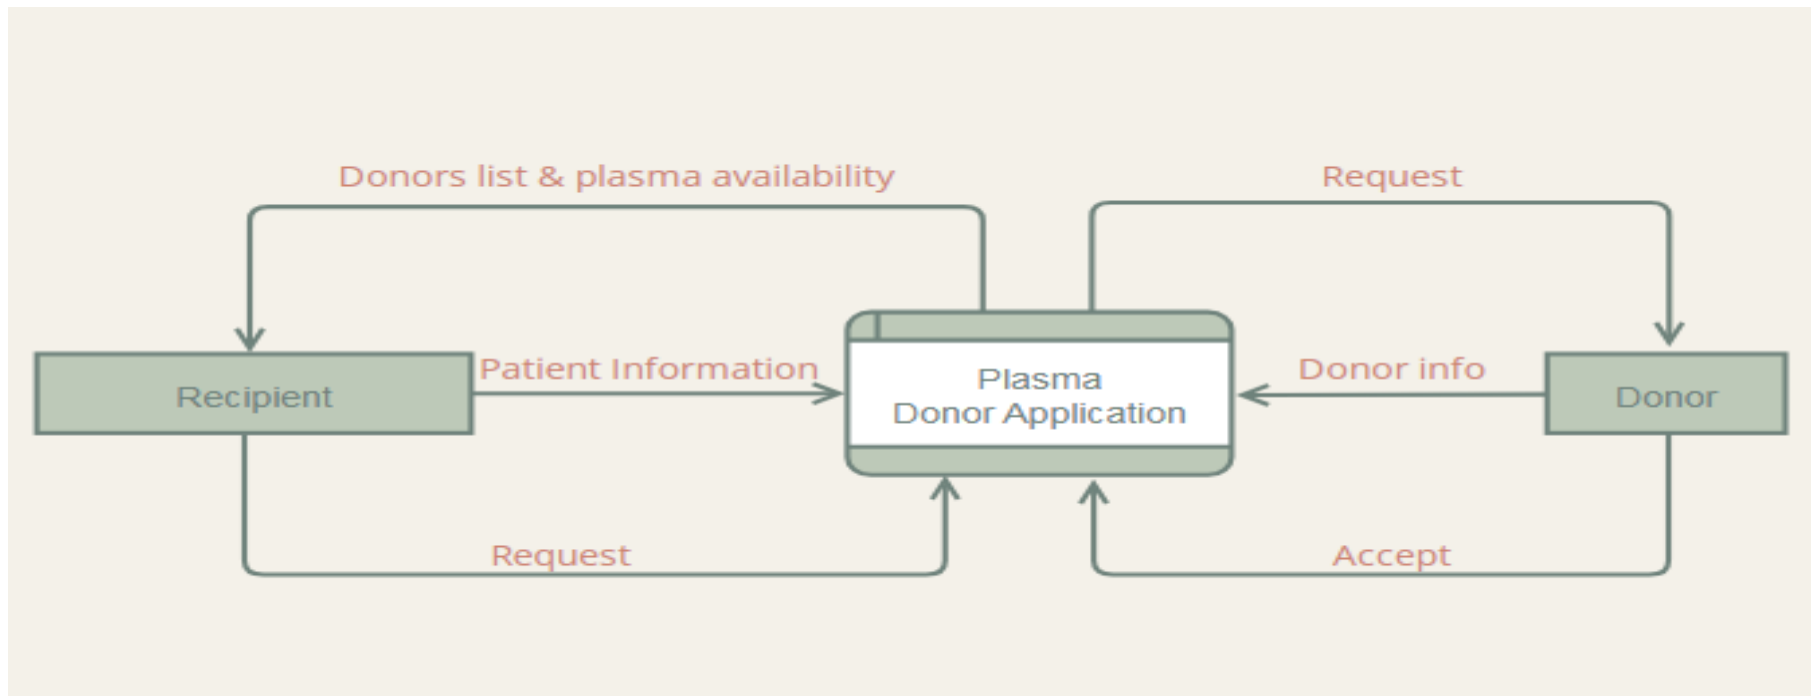 Donors list & plasma availability
Request
Recipient
Patient Information
Plasma
Donor Application
Donor info
Donor
Request
Accept